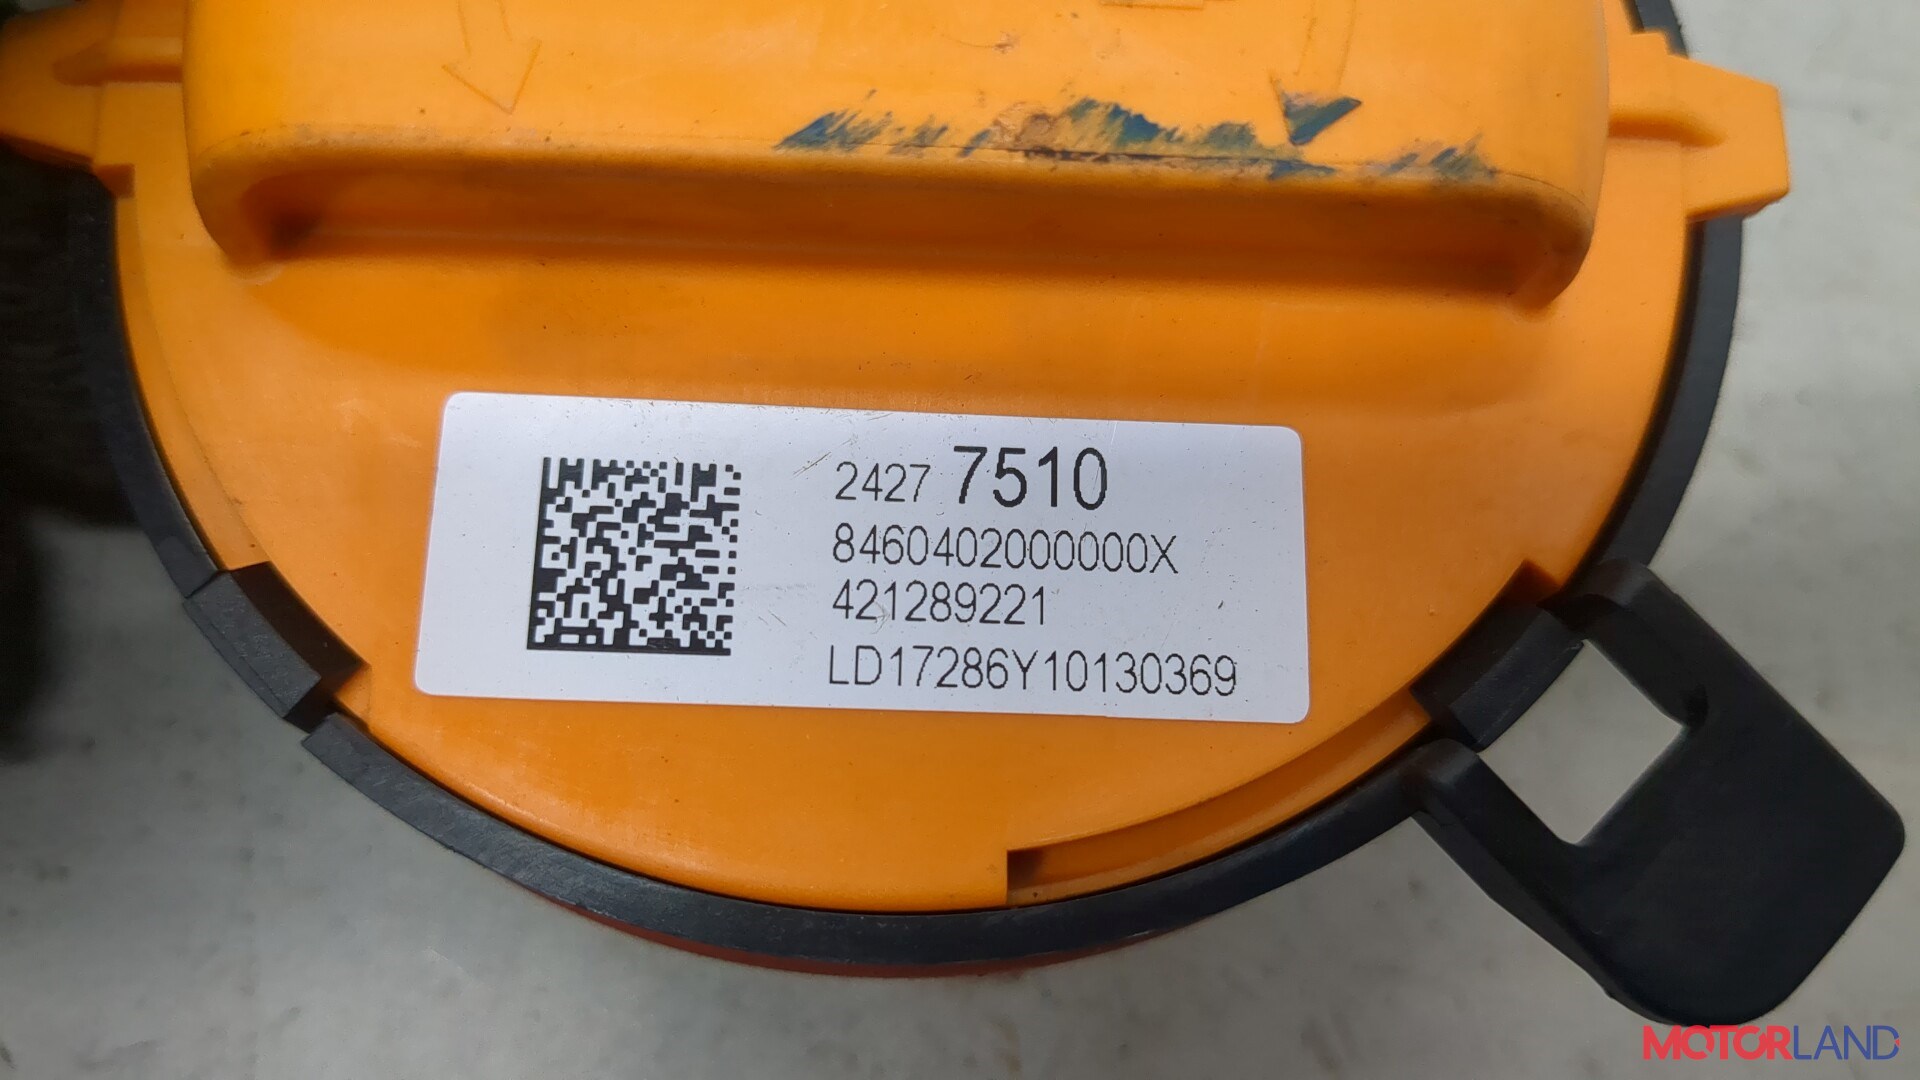 2427 7510
8460402000000X
421289221
LD17286Y10130369
MOTORLAND